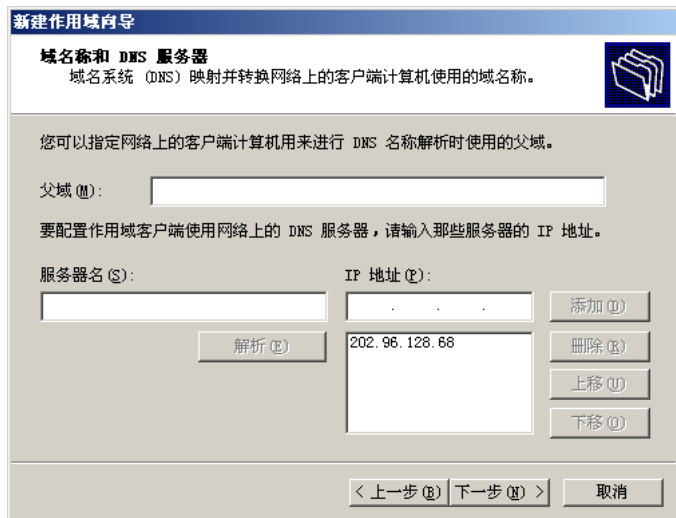 新建作用域向导
域名称和 DNS 服务器
域名系统 (DNS) 映射并转换网络上的客户端计算机使用的域名称。
您可以指定网络上的客户端计算机用来进行 DNS 名称解析时使用的父域。
父域(M):
要配置作用域客户端使用网络上的 DNS 服务器，请输入那些服务器的 IP 地址。
服务器名(S): IP 地址(P):
. . . 添加(D)
解析(E) 202.96.128.68 删除(R)
上移(U)
下移(O)
< 上一步(B) 下一步(N) > 取消